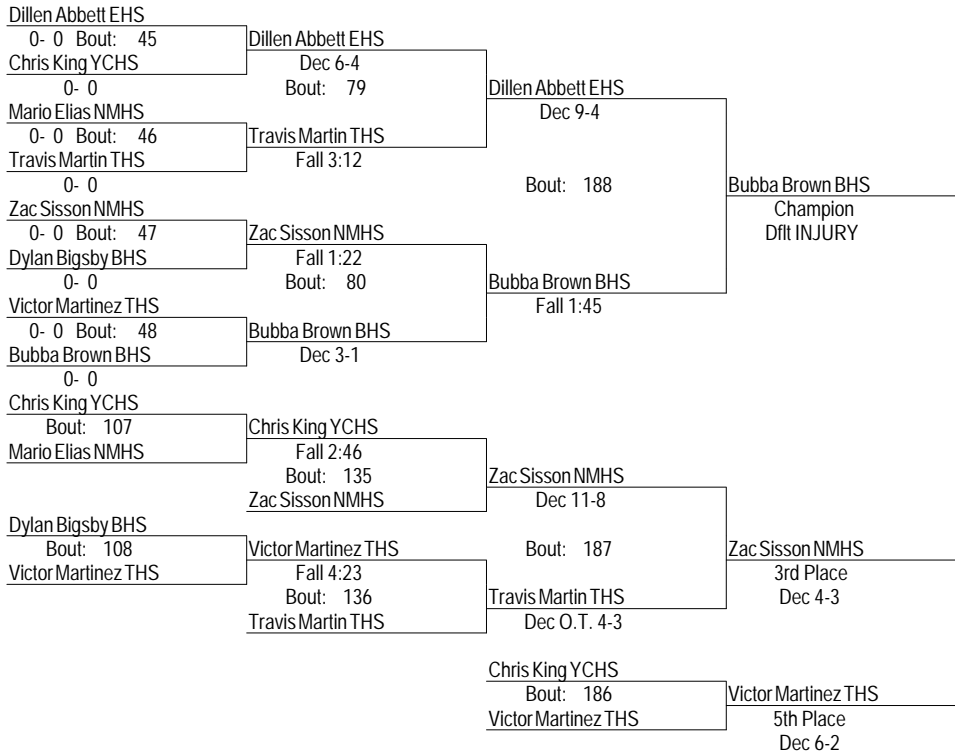 Dillen Abbett EHS
0- 0 Bout: 45
Chris King YCHS
0- 0
Mario Elias NMHS
0- 0 Bout: 46
Travis Martin THS
0- 0
Zac Sisson NMHS
0- 0 Bout: 47
Dylan Bigsby BHS
0- 0
Victor Martinez THS
0- 0 Bout: 48
Bubba Brown BHS
0- 0
Dillen Abbett EHS
Dec 6-4
Bout: 79
Travis Martin THS
Fall 3:12
Zac Sisson NMHS
Fall 1:22
Bout: 80
Bubba Brown BHS
Dec 3-1
Dillen Abbett EHS
Dec 9-4
Bout: 188
Bubba Brown BHS
Fall 1:45
Bubba Brown BHS
Champion
Dflt INJURY
Chris King YCHS
Bout: 107
Mario Elias NMHS
Dylan Bigsby BHS
Bout: 108
Victor Martinez THS
Chris King YCHS
Fall 2:46
Bout: 135
Zac Sisson NMHS
Victor Martinez THS
Fall 4:23
Bout: 136
Travis Martin THS
Zac Sisson NMHS
Dec 11-8
Bout: 187
Travis Martin THS
Dec O.T. 4-3
Zac Sisson NMHS
3rd Place
Dec 4-3
Chris King YCHS
Bout: 186
Victor Martinez THS
Victor Martinez THS
5th Place
Dec 6-2